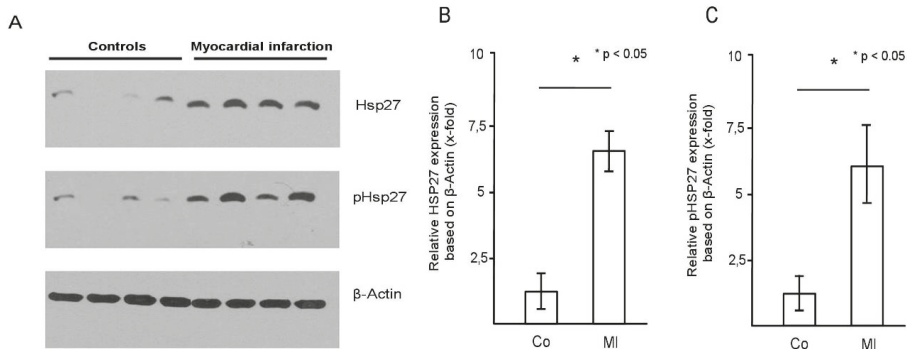 A
Controls
Myocardial infarction
Hsp27
pHsp27
β-Actin
B
Relative HSP27 expression
based on β-Actin (x-fold)
10
7,5
5
2,5
*
* p < 0.05
Co
MI
C
Relative pHSP27 expression
based on β-Actin (x-fold)
10
7,5
5
2,5
*
* p < 0.05
Co
MI